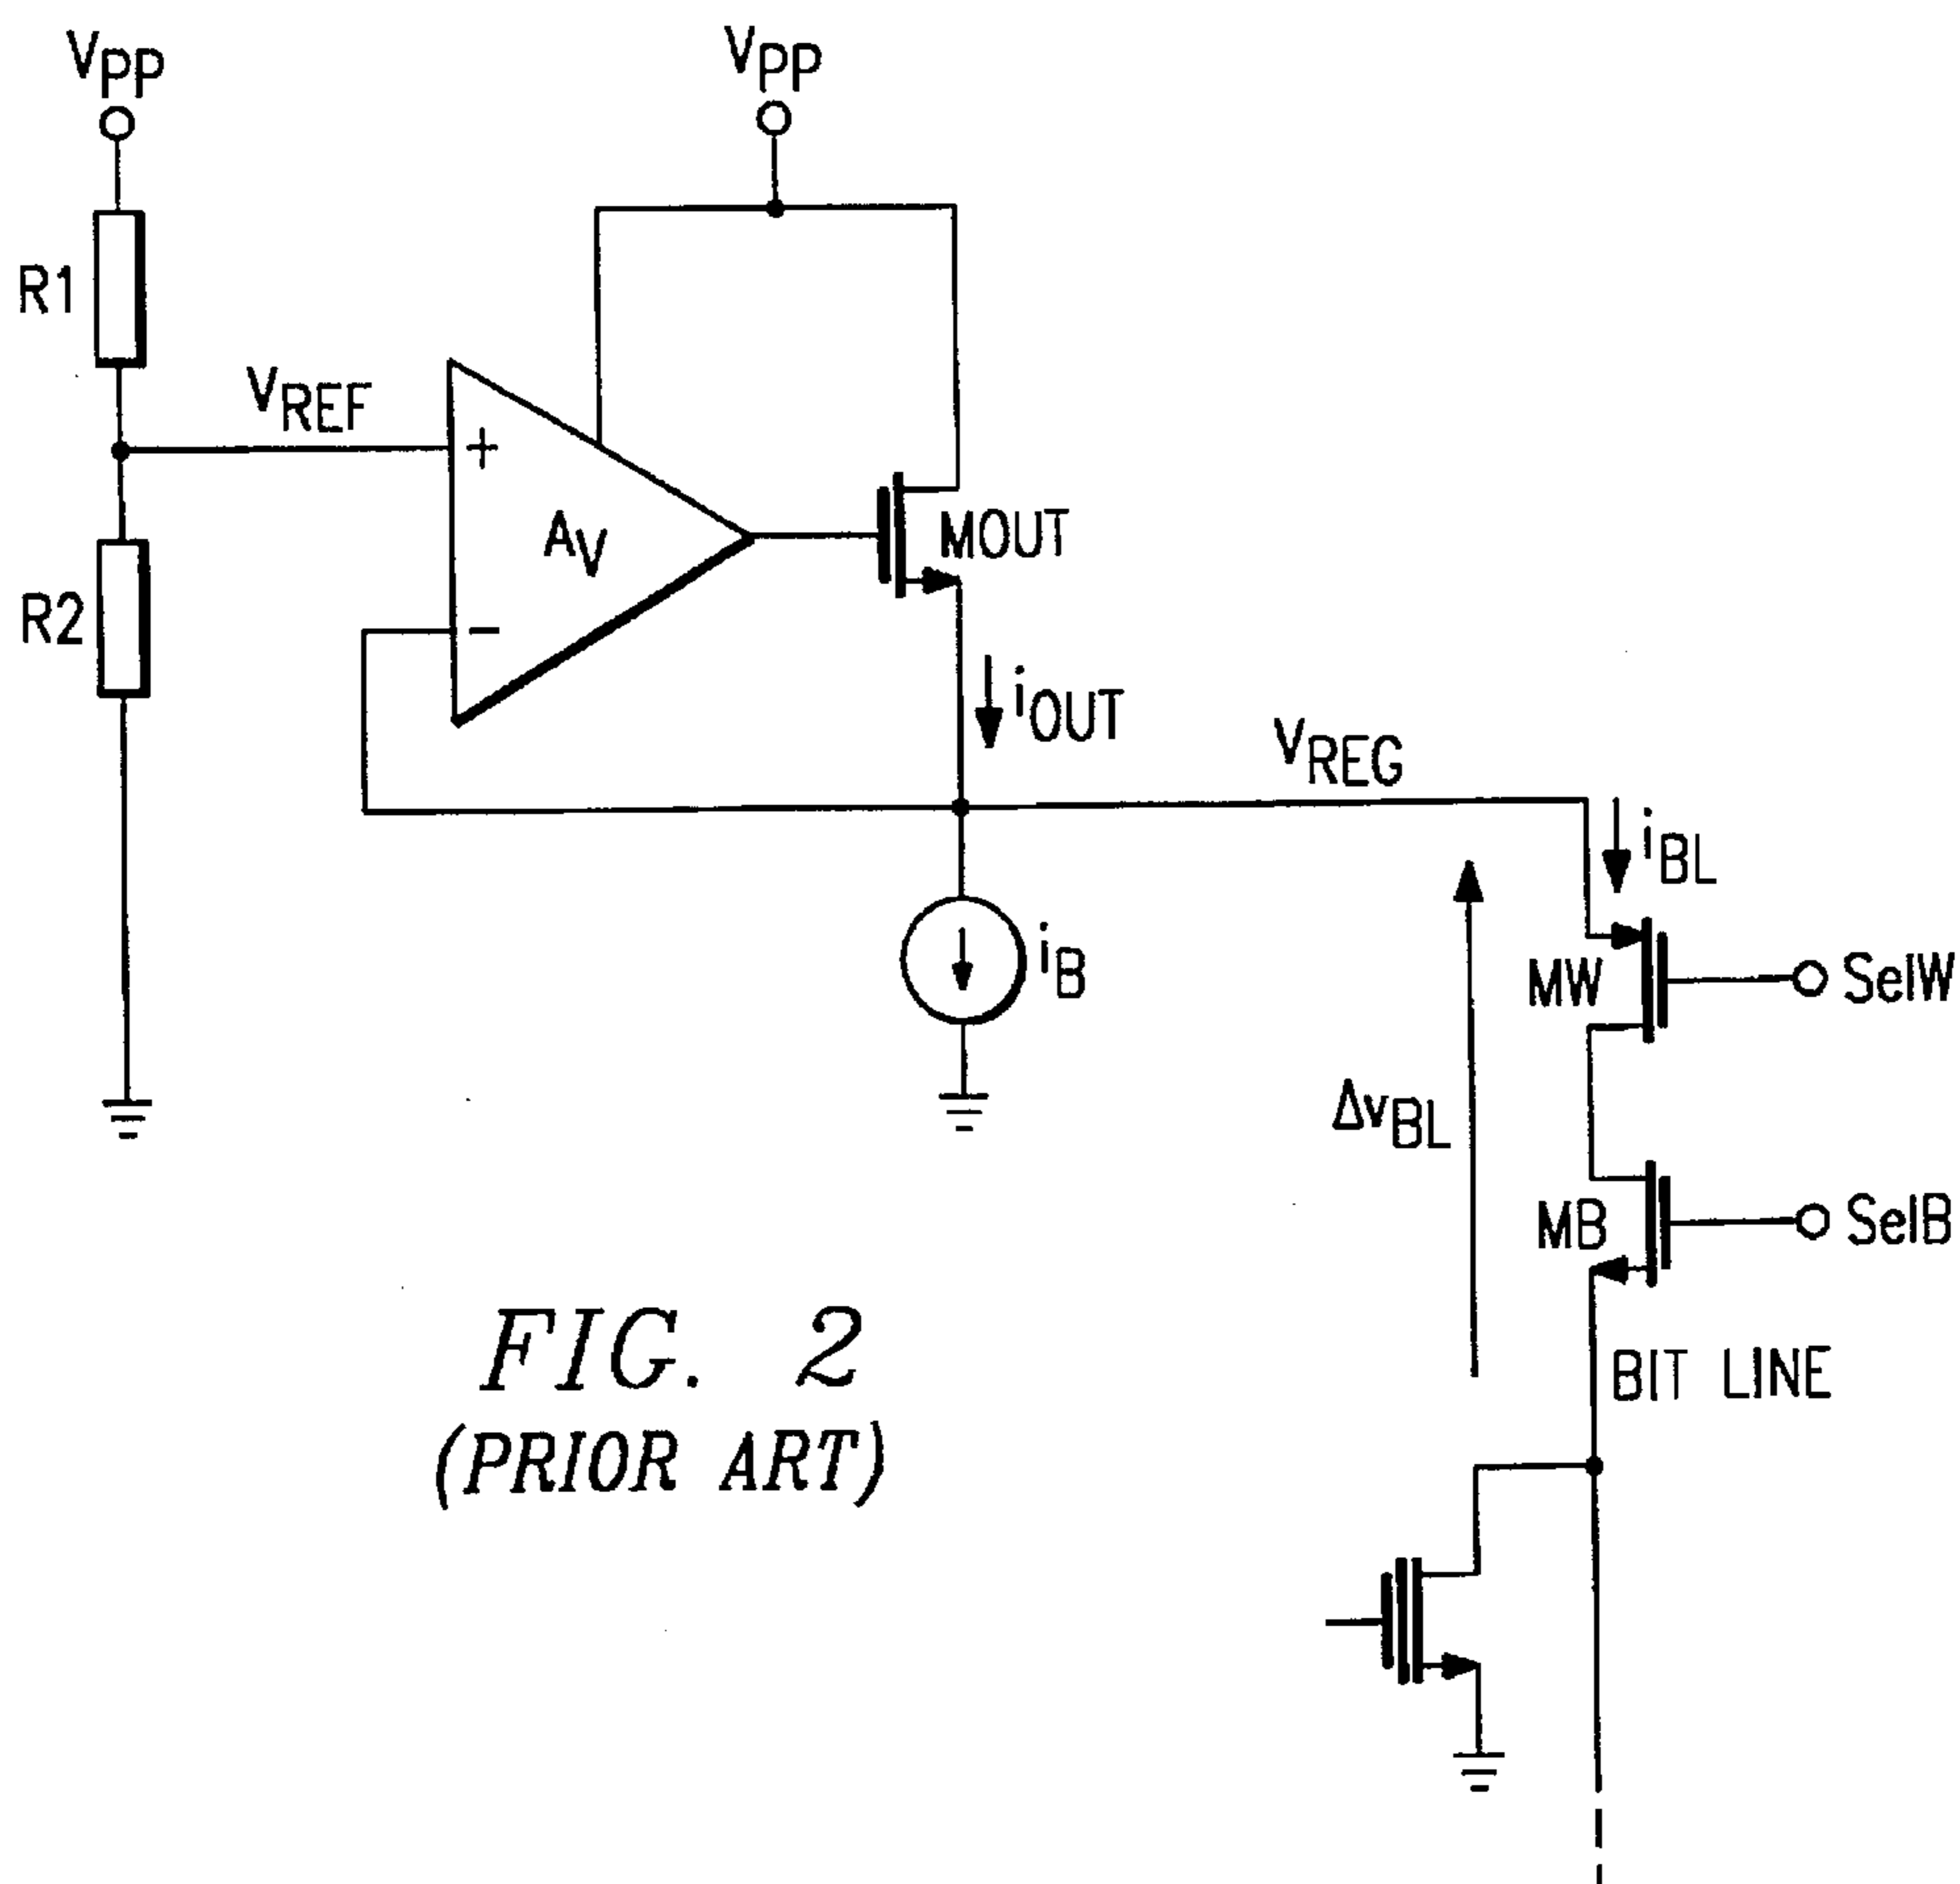 VPP
VPP
R1
VREF
+
AV
MOUT
R2
−
iOUT
VREG
iBL
iB
MW
SelW
ΔvBL
MB
SelB
BIT LINE
FIG. 2
(PRIOR ART)